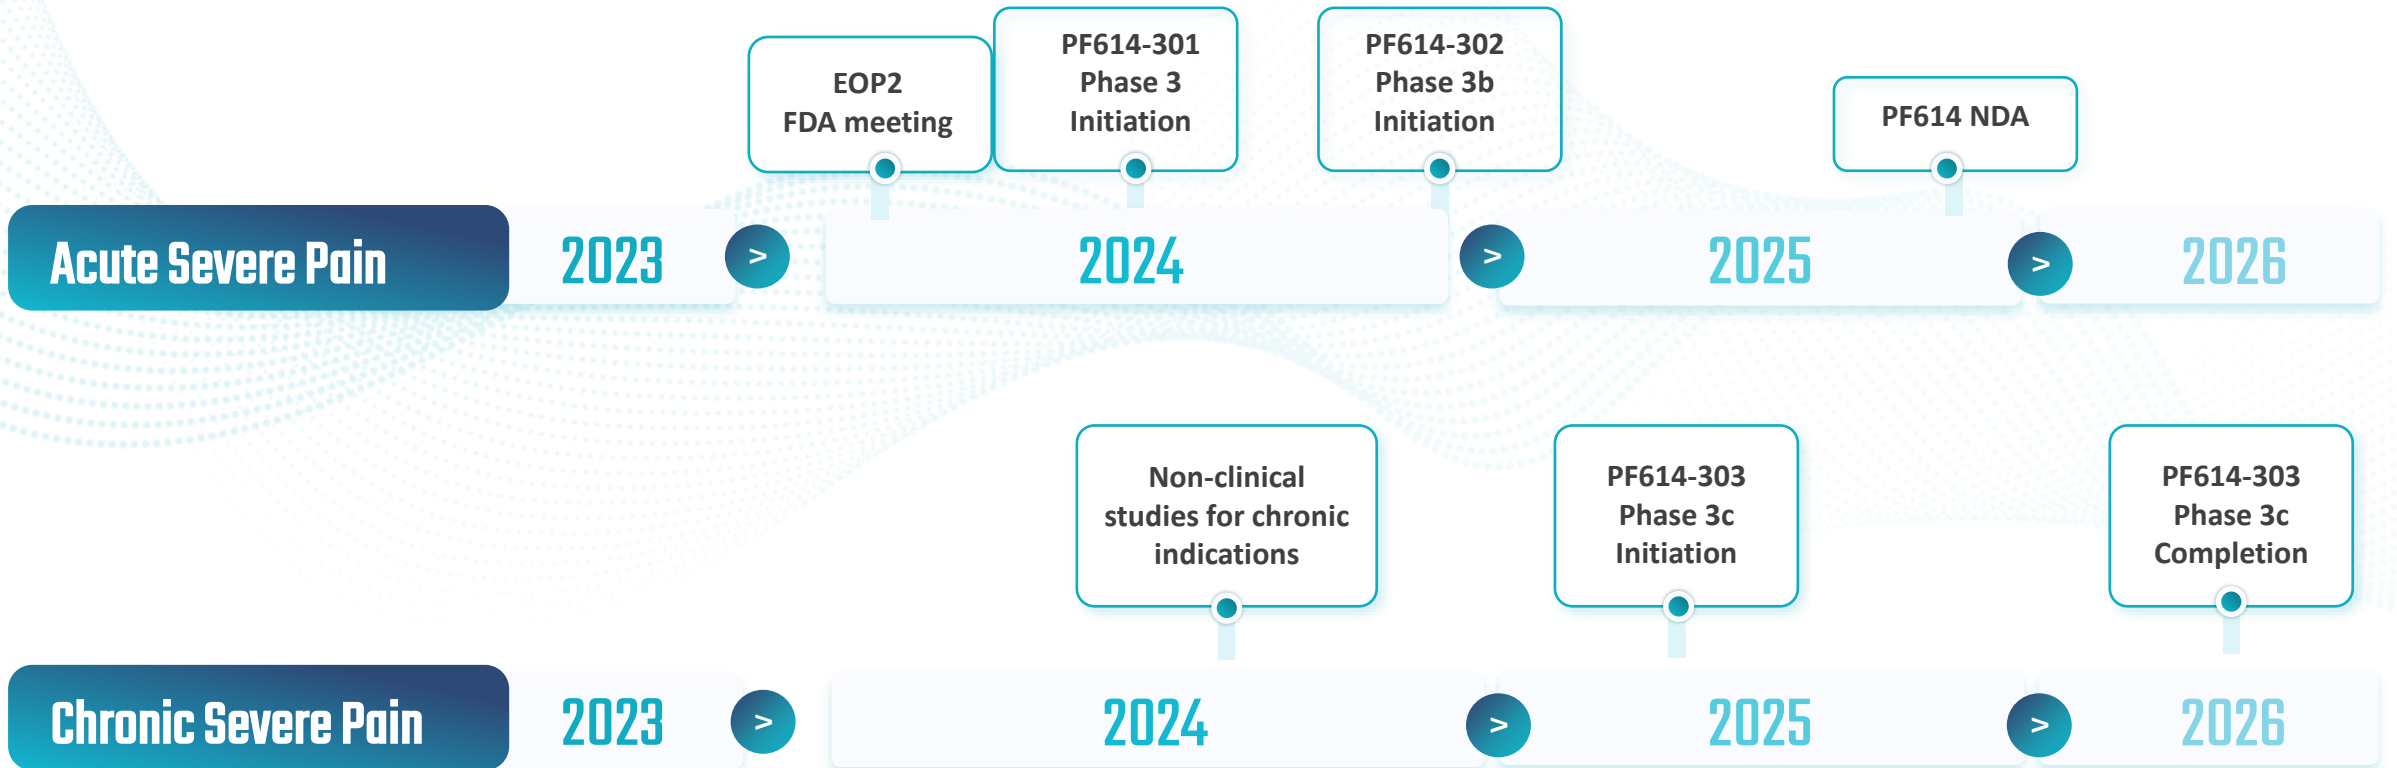 EOP2
FDA meeting
PF614-301
Phase 3
Initiation
PF614-302
Phase 3b
Initiation
PF614 NDA
Acute Severe Pain
2023
>
2024
>
2025
>
2026
Non-clinical
studies for chronic
indications
PF614-303
Phase 3c
Initiation
PF614-303
Phase 3c
Completion
Chronic Severe Pain
2023
>
2024
>
2025
>
2026